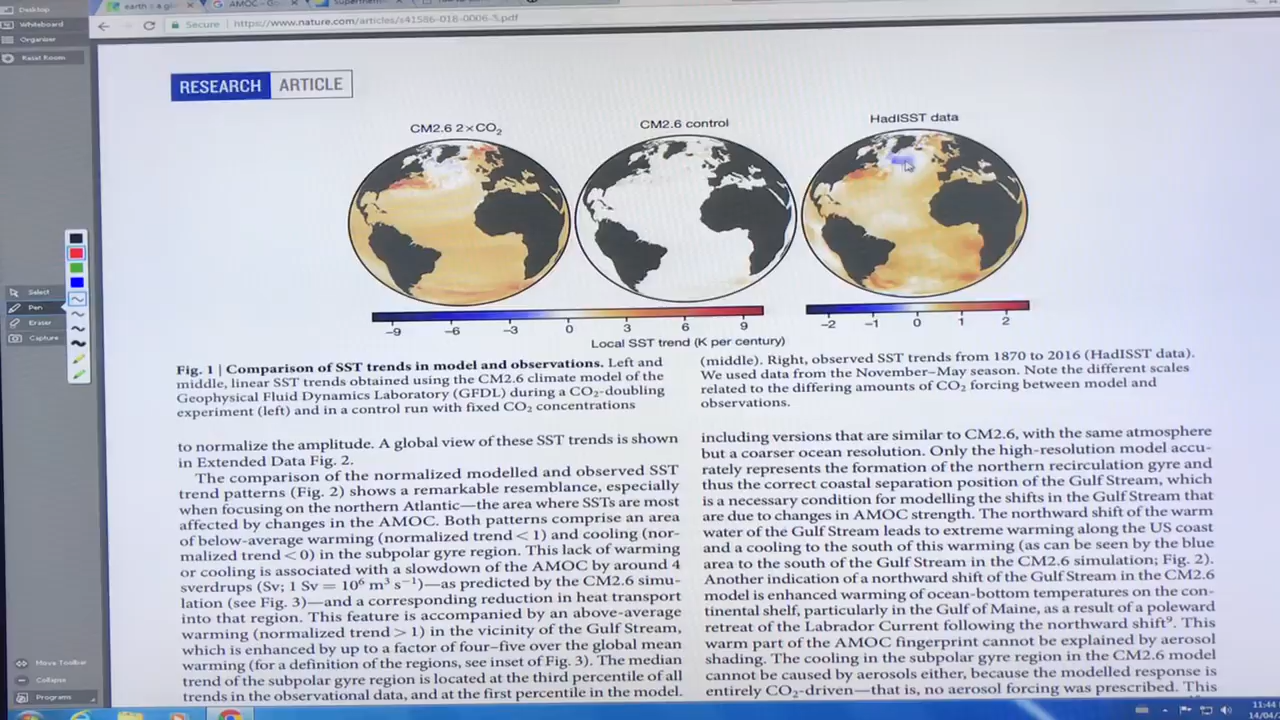 Desktop
Whiteboard
Organizer
Reset Room
Secure | https://www.nature.com/articles/s41586-018-0006-5.pdf
RESEARCH ARTICLE
CM2.6 2×CO₂
CM2.6 control
HadISST data
−9 −6 −3 0 3 6 9
−2 −1 0 1 2
Local SST trend (K per century)
Select
Pen
Eraser
Capture
Fig. 1 | Comparison of SST trends in model and observations. Left and
middle, linear SST trends obtained using the CM2.6 climate model of the
Geophysical Fluid Dynamics Laboratory (GFDL) during a CO₂-doubling
experiment (left) and in a control run with fixed CO₂ concentrations
(middle). Right, observed SST trends from 1870 to 2016 (HadISST data).
We used data from the November–May season. Note the different scales
related to the differing amounts of CO₂ forcing between model and
observations.
to normalize the amplitude. A global view of these SST trends is shown
in Extended Data Fig. 2.
The comparison of the normalized modelled and observed SST
trend patterns (Fig. 2) shows a remarkable resemblance, especially
when focusing on the northern Atlantic—the area where SSTs are most
affected by changes in the AMOC. Both patterns comprise an area
of below-average warming (normalized trend < 1) and cooling (nor-
malized trend < 0) in the subpolar gyre region. This lack of warming
or cooling is associated with a slowdown of the AMOC by around 4
sverdrups (Sv; 1 Sv = 10⁶ m³ s⁻¹)—as predicted by the CM2.6 simu-
lation (see Fig. 3)—and a corresponding reduction in heat transport
into that region. This feature is accompanied by an above-average
warming (normalized trend > 1) in the vicinity of the Gulf Stream,
which is enhanced by up to a factor of four–five over the global mean
warming (for a definition of the regions, see inset of Fig. 3). The median
trend of the subpolar gyre region is located at the third percentile of all
trends in the observational data, and at the first percentile in the model.
including versions that are similar to CM2.6, with the same atmosphere
but a coarser ocean resolution. Only the high-resolution model accu-
rately represents the formation of the northern recirculation gyre and
thus the correct coastal separation position of the Gulf Stream, which
is a necessary condition for modelling the shifts in the Gulf Stream that
are due to changes in AMOC strength. The northward shift of the warm
water of the Gulf Stream leads to extreme warming along the US coast
and a cooling to the south of this warming (as can be seen by the blue
area to the south of the Gulf Stream in the CM2.6 simulation; Fig. 2).
Another indication of a northward shift of the Gulf Stream in the CM2.6
model is enhanced warming of ocean-bottom temperatures on the con-
tinental shelf, particularly in the Gulf of Maine, as a result of a poleward
retreat of the Labrador Current following the northward shift⁹. This
warm part of the AMOC fingerprint cannot be explained by aerosol
shading. The cooling in the subpolar gyre region in the CM2.6 model
cannot be caused by aerosols either, because the modelled response is
entirely CO₂-driven—that is, no aerosol forcing was prescribed. This
Move Toolbar
Collapse
Programs
11:44
14/04/